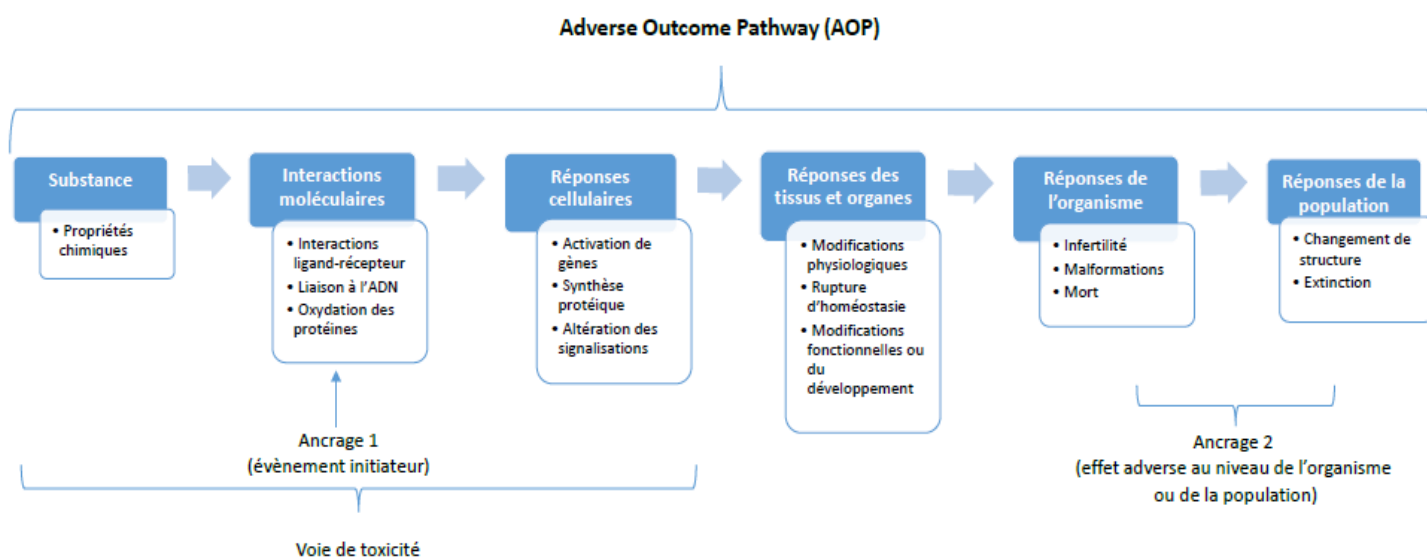 Adverse Outcome Pathway (AOP)
Substance
• Propriétés
chimiques
Interactions
moléculaires
• Interactions
ligand-récepteur
• Liaison à l'ADN
• Oxydation des
protéines
Réponses
cellulaires
• Activation de
gènes
• Synthèse
protéique
• Altération des
signalisations
Réponses des
tissus et organes
• Modifications
physiologiques
• Rupture
d'homéostasie
• Modifications
fonctionnelles ou
du
développement
Réponses de
l'organisme
• Infertilité
• Malformations
• Mort
Réponses de la
population
• Changement de
structure
• Extinction
Ancrage 1
(évènement initiateur)
Ancrage 2
(effet adverse au niveau de l'organisme
ou de la population)
Voie de toxicité